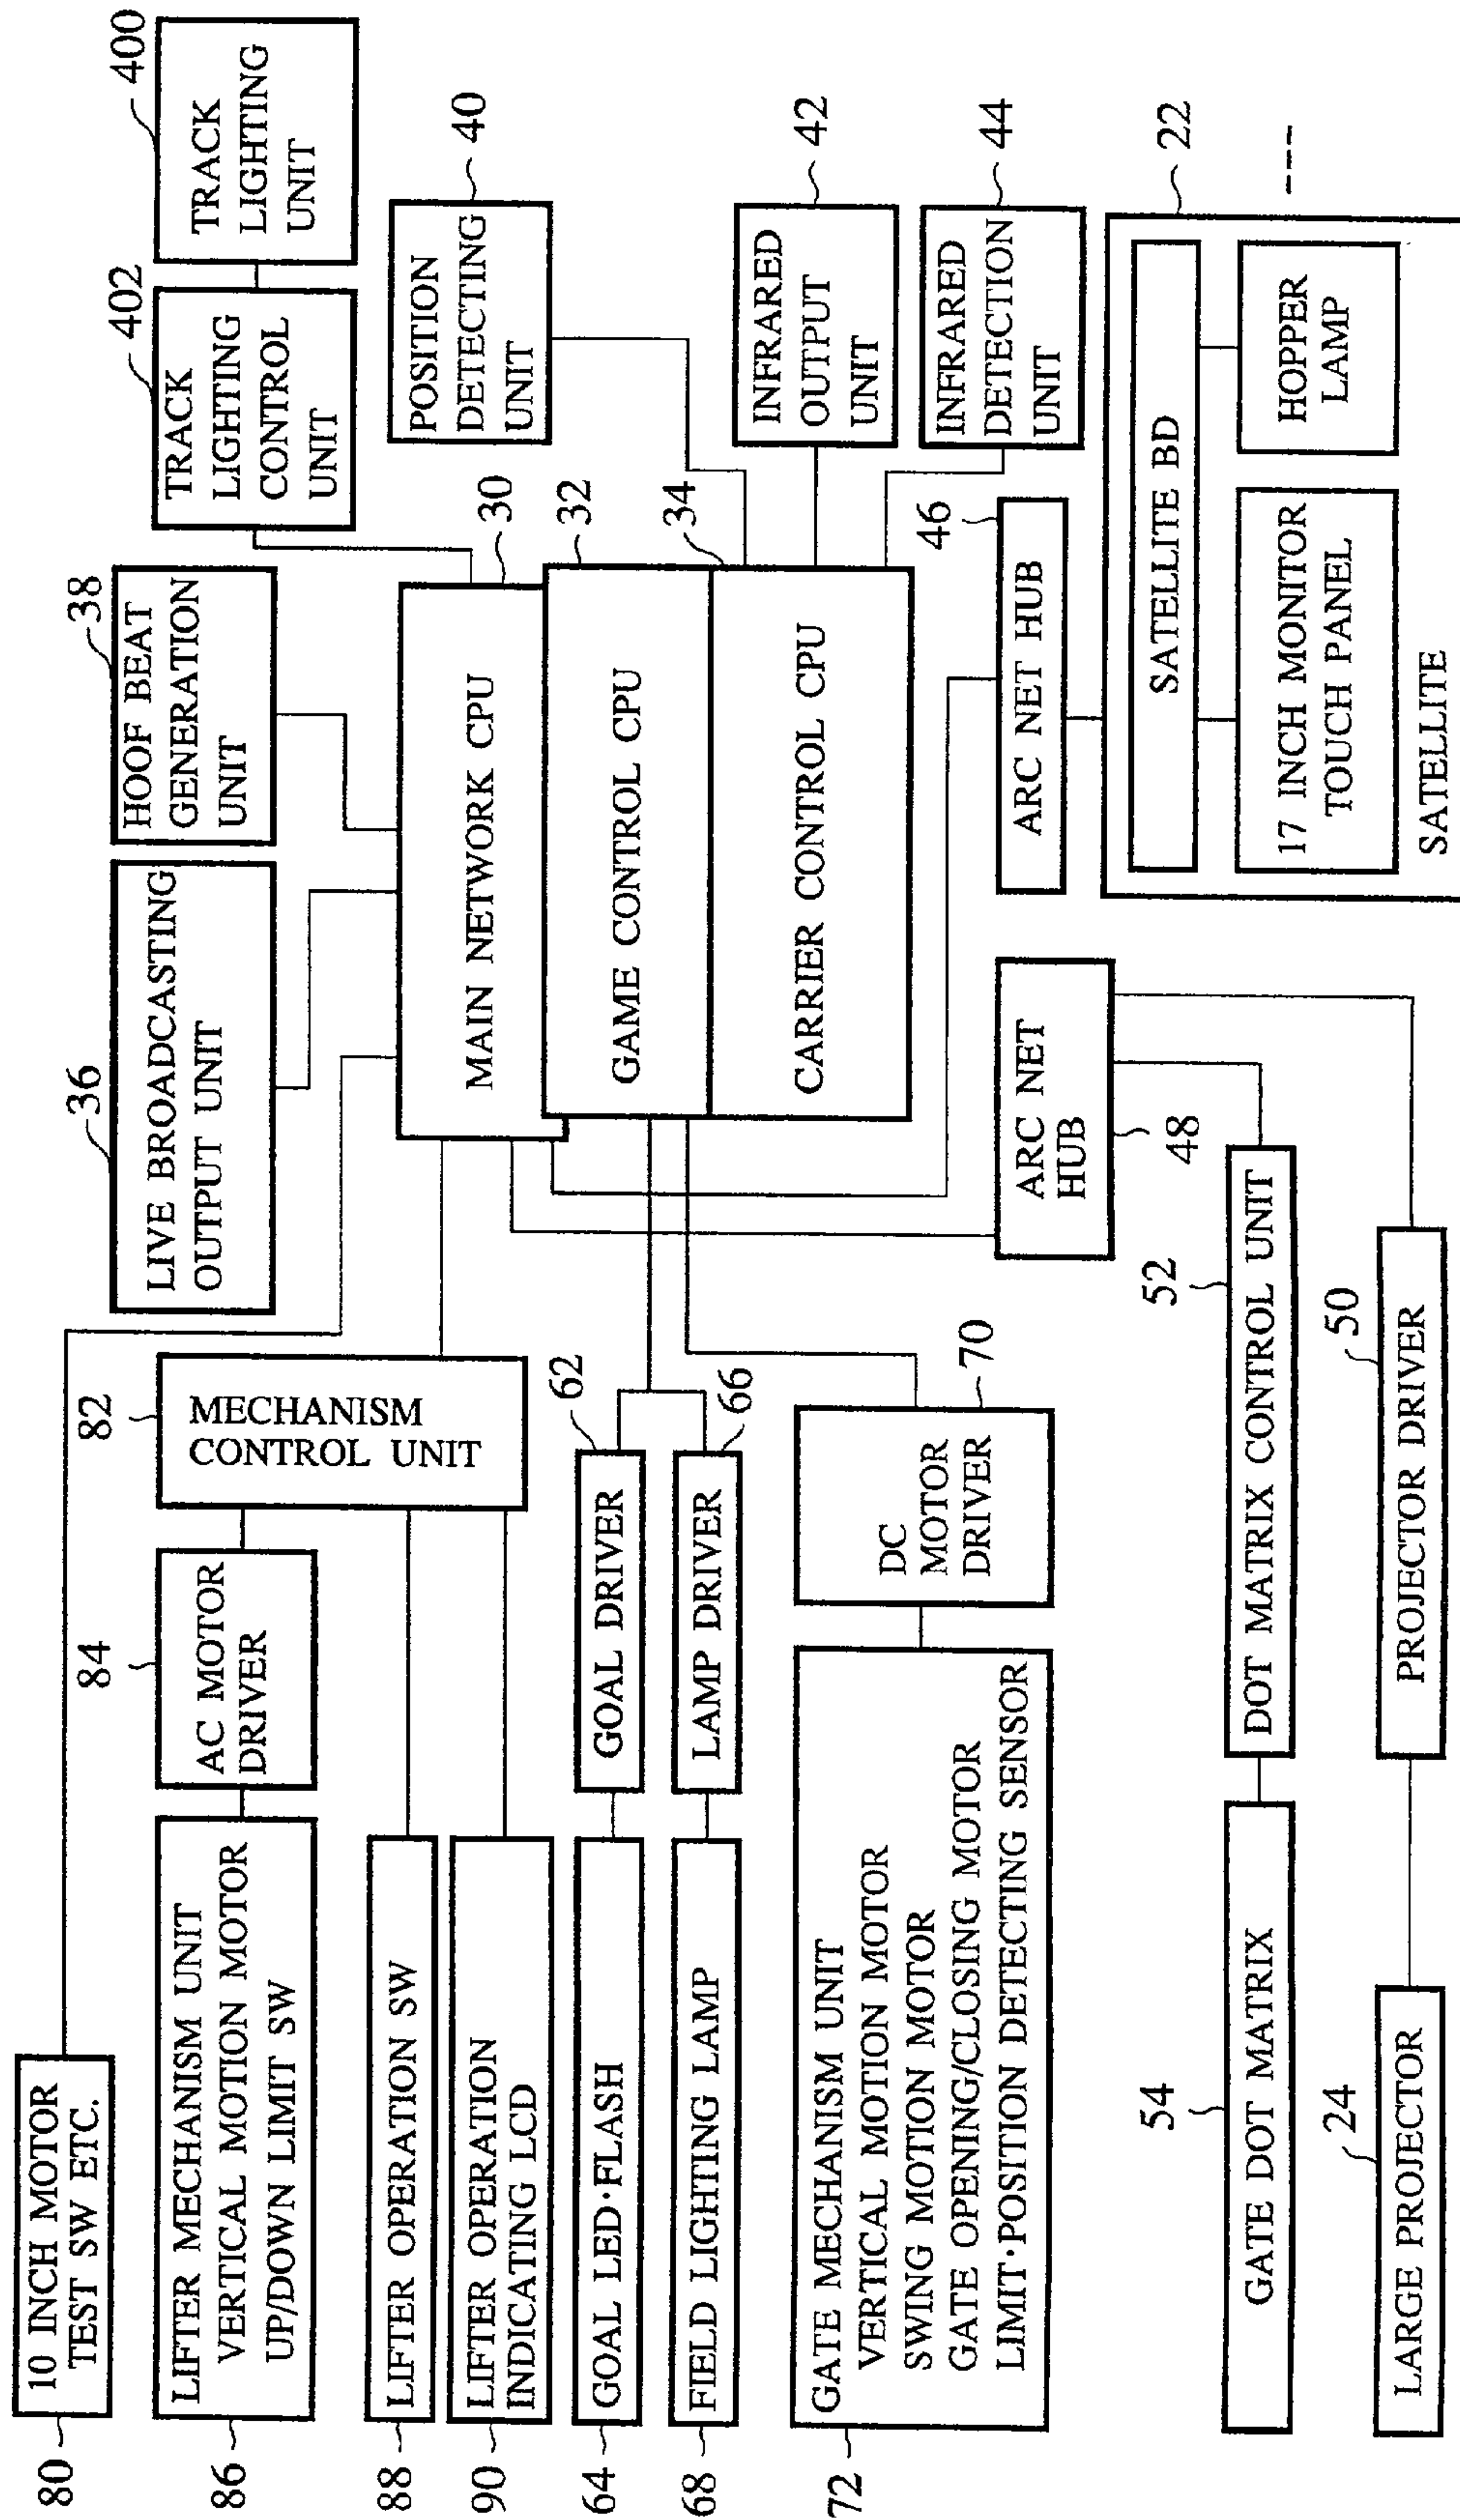 80
10 INCH MOTOR
TEST SW ETC.
86
LIFTER MECHANISM UNIT
VERTICAL MOTION MOTOR
UP/DOWN LIMIT SW
84
AC MOTOR
DRIVER
82
MECHANISM
CONTROL UNIT
36
LIVE BROADCASTING
OUTPUT UNIT
38
HOOF BEAT
GENERATION
UNIT
402
TRACK
LIGHTING
CONTROL
UNIT
400
TRACK
LIGHTING
UNIT
88
LIFTER OPERATION SW
90
LIFTER OPERATION
INDICATING LCD
64
GOAL LED·FLASH
62
GOAL DRIVER
68
FIELD LIGHTING LAMP
66
LAMP DRIVER
MAIN NETWORK CPU
30
GAME CONTROL CPU
32
CARRIER CONTROL CPU
34
POSITION
DETECTING
UNIT
40
INFRARED
OUTPUT
UNIT
42
INFRARED
DETECTION
UNIT
44
72
GATE MECHANISM UNIT
VERTICAL MOTION MOTOR
SWING MOTION MOTOR
GATE OPENING/CLOSING MOTOR
LIMIT·POSITION DETECTING SENSOR
70
DC
MOTOR
DRIVER
ARC NET
HUB
48
46
ARC NET HUB
22
SATELLITE BD
17 INCH MONITOR
TOUCH PANEL
HOPPER
LAMP
SATELLITE
54
GATE DOT MATRIX
52
DOT MATRIX CONTROL UNIT
24
LARGE PROJECTOR
50
PROJECTOR DRIVER